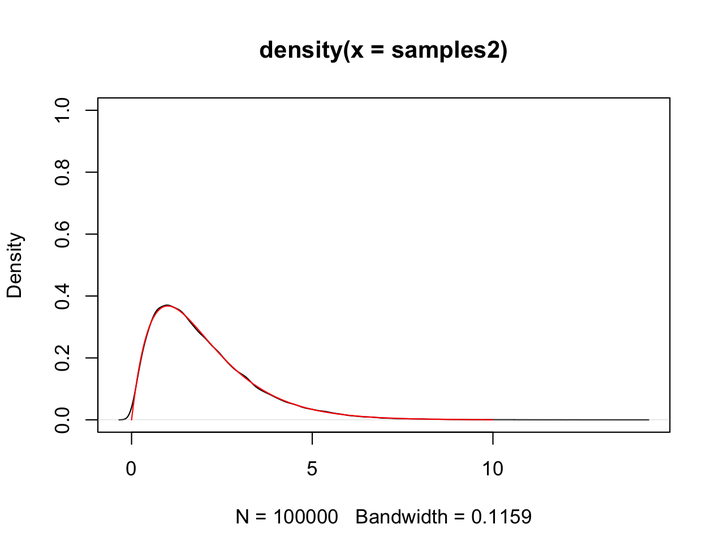 density(x = samples2)
Density
1.0
0.8
0.6
0.4
0.2
0.0
0 5 10
N = 100000 Bandwidth = 0.1159